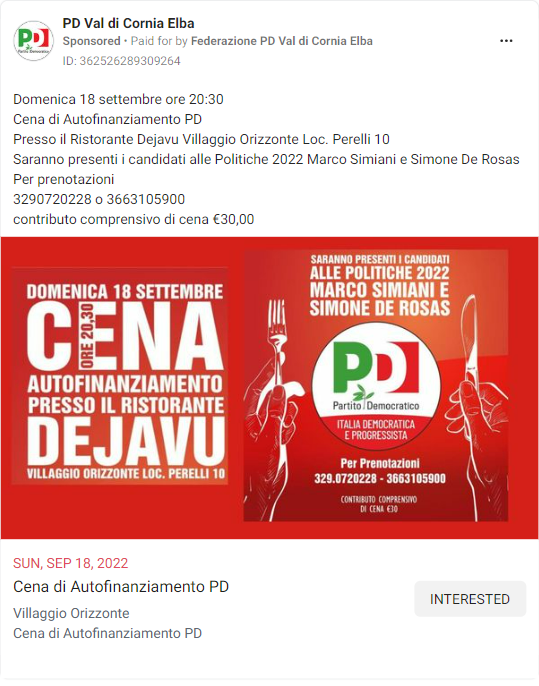 PD Val di Cornia Elba
Sponsored • Paid for by Federazione PD Val di Cornia Elba
ID: 362526289309264
Domenica 18 settembre ore 20:30
Cena di Autofinanziamento PD
Presso il Ristorante Dejavu Villaggio Orizzonte Loc. Perelli 10
Saranno presenti i candidati alle Politiche 2022 Marco Simiani e Simone De Rosas
Per prenotazioni
3290720228 o 3663105900
contributo comprensivo di cena €30,00
DOMENICA 18 SETTEMBRE
CENA
ORE 20,30
AUTOFINANZIAMENTO
PRESSO IL RISTORANTE
DEJAVU
VILLAGGIO ORIZZONTE LOC. PERELLI 10
SARANNO PRESENTI I CANDIDATI
ALLE POLITICHE 2022
MARCO SIMIANI E
SIMONE DE ROSAS
PD
Partito Democratico
ITALIA DEMOCRATICA
E PROGRESSISTA
Per Prenotazioni
329.0720228 - 3663105900
CONTRIBUTO COMPRENSIVO
DI CENA €30
SUN, SEP 18, 2022
Cena di Autofinanziamento PD
Villaggio Orizzonte
Cena di Autofinanziamento PD
INTERESTED